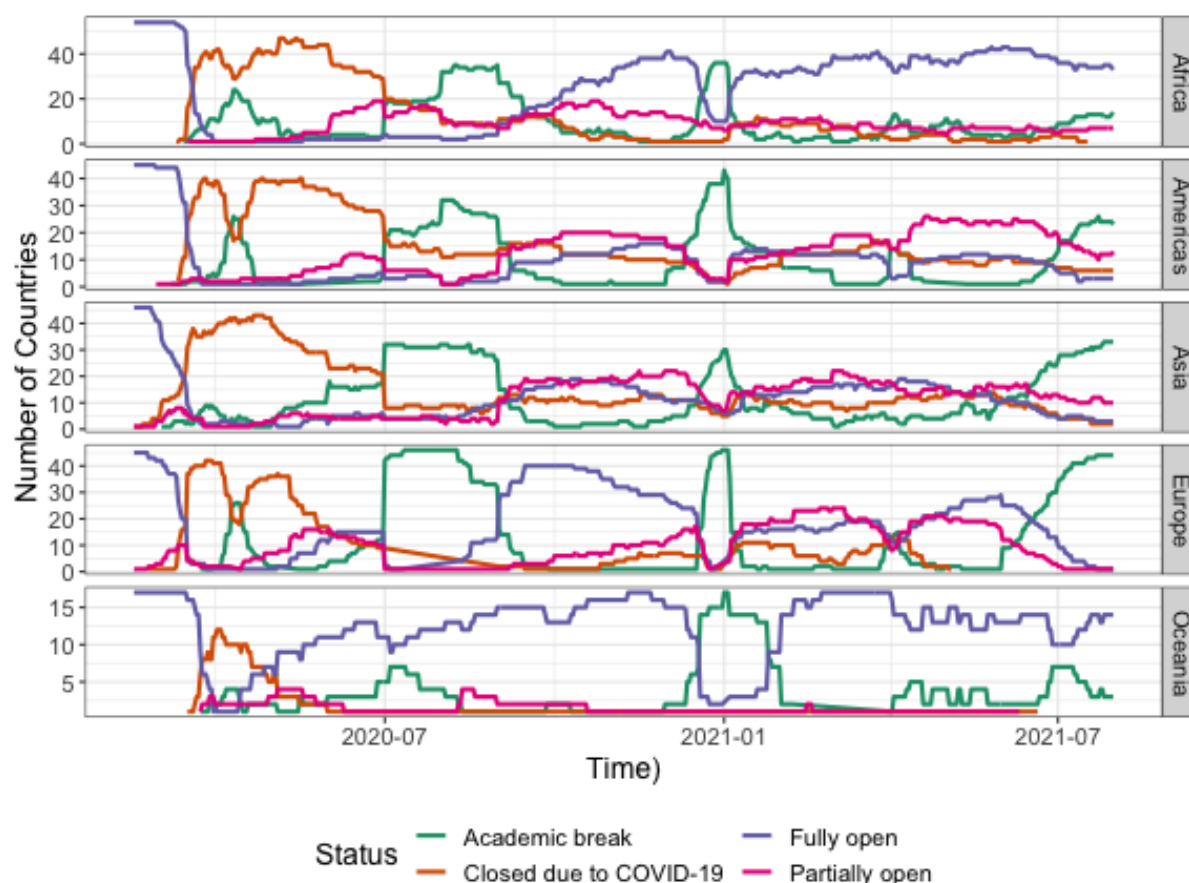 Number of Countries
40
20
0
Africa
40
30
20
10
0
Americas
40
30
20
10
0
Asia
40
30
20
10
0
Europe
15
10
5
Oceania
2020-07 2021-01 2021-07
Time)
Status
Academic break Fully open
Closed due to COVID-19 Partially open